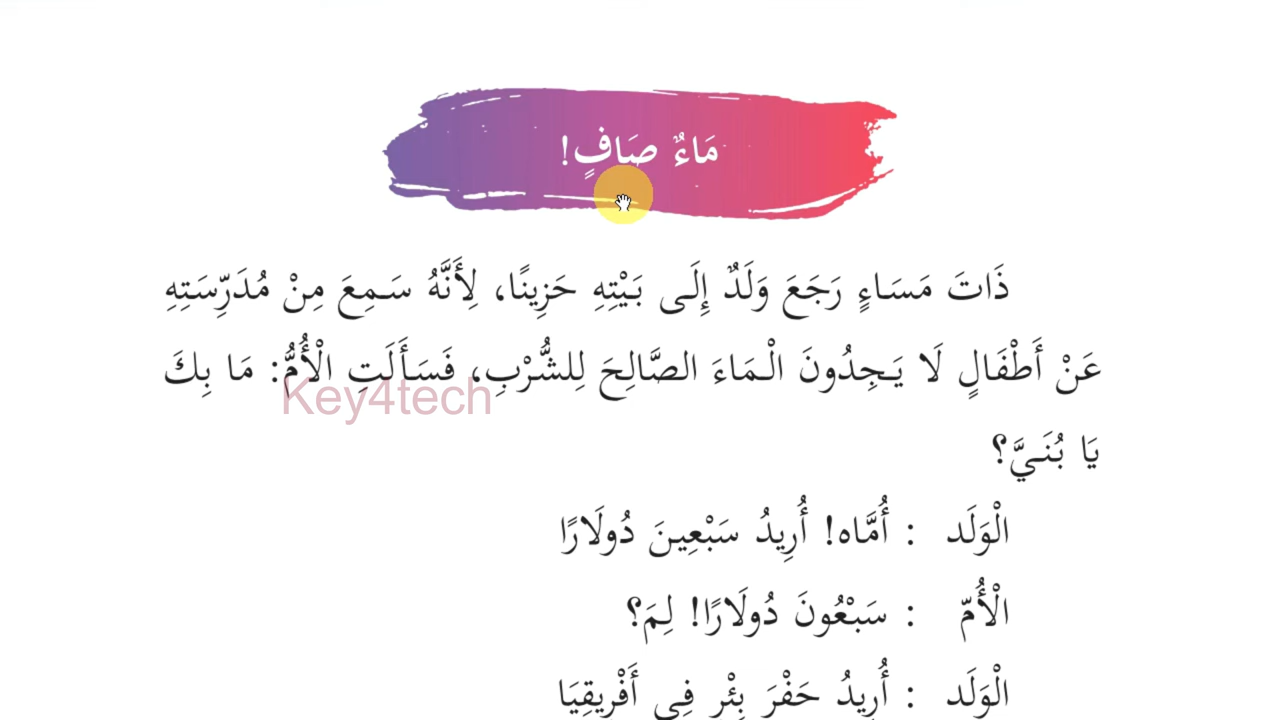 مَاءٌ صَافٍ!
ذَاتَ مَسَاءٍ رَجَعَ وَلَدٌ إِلَى بَيْتِهِ حَزِينًا، لِأَنَّهُ سَمِعَ مِنْ مُدَرِّسَتِهِ
عَنْ أَطْفَالٍ لَا يَجِدُونَ الْمَاءَ الصَّالِحَ لِلشُّرْبِ، فَسَأَلَتِ الْأُمُّ: مَا بِكَ
Key4tech
يَا بُنَيَّ؟
الْوَلَد : أُمَّاه! أُرِيدُ سَبْعِينَ دُولَارًا
الْأُمّ : سَبْعُونَ دُولَارًا! لِمَ؟
الْوَلَد : أُرِيدُ حَفْرَ بِئْرٍ فِي أَفْرِيقِيَا